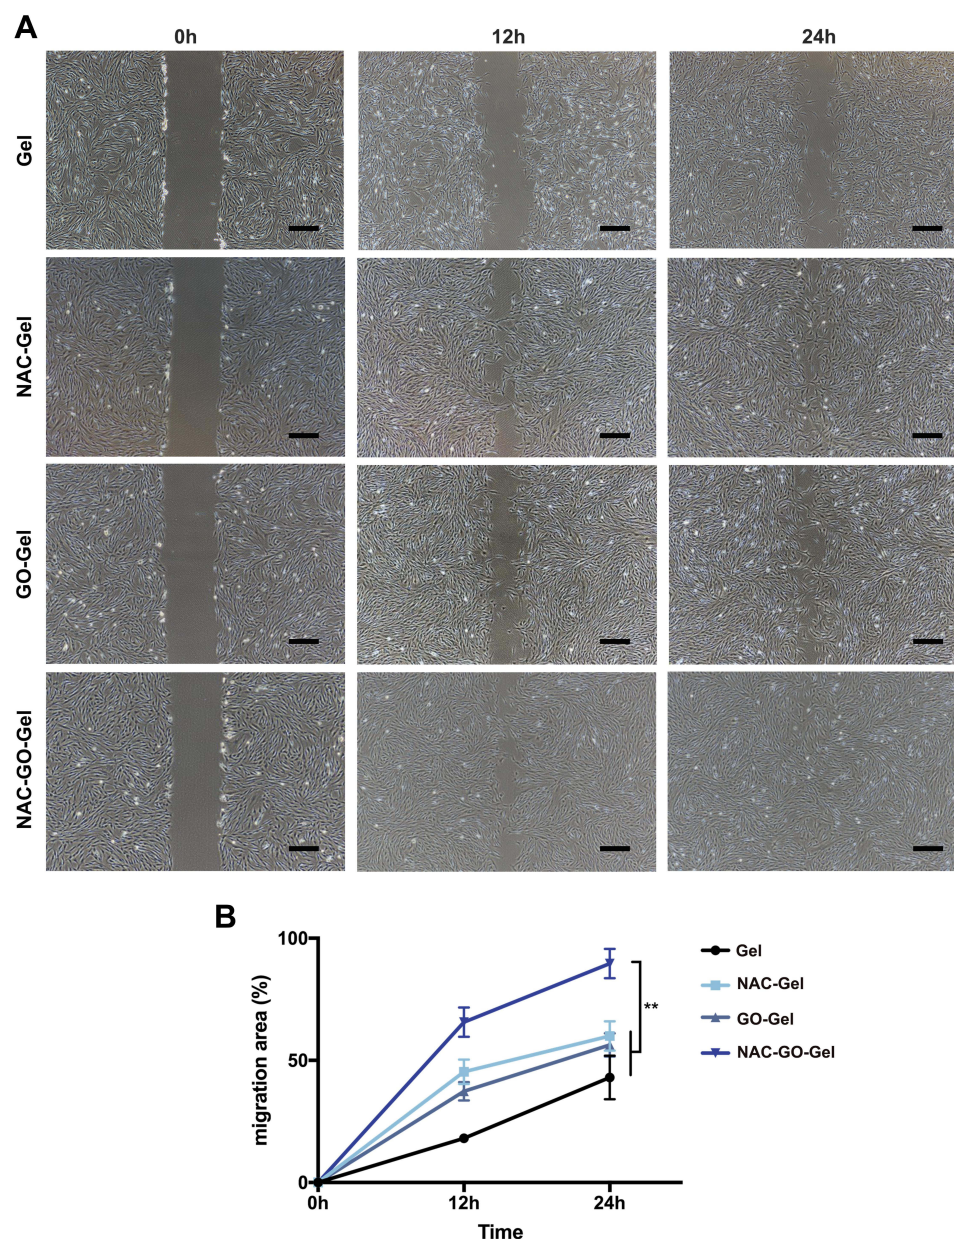 A
0h 12h 24h
Gel
NAC-Gel
GO-Gel
NAC-GO-Gel
B
100
50
0
migration area (%)
0h 12h 24h
Time
**
Gel
NAC-Gel
GO-Gel
NAC-GO-Gel